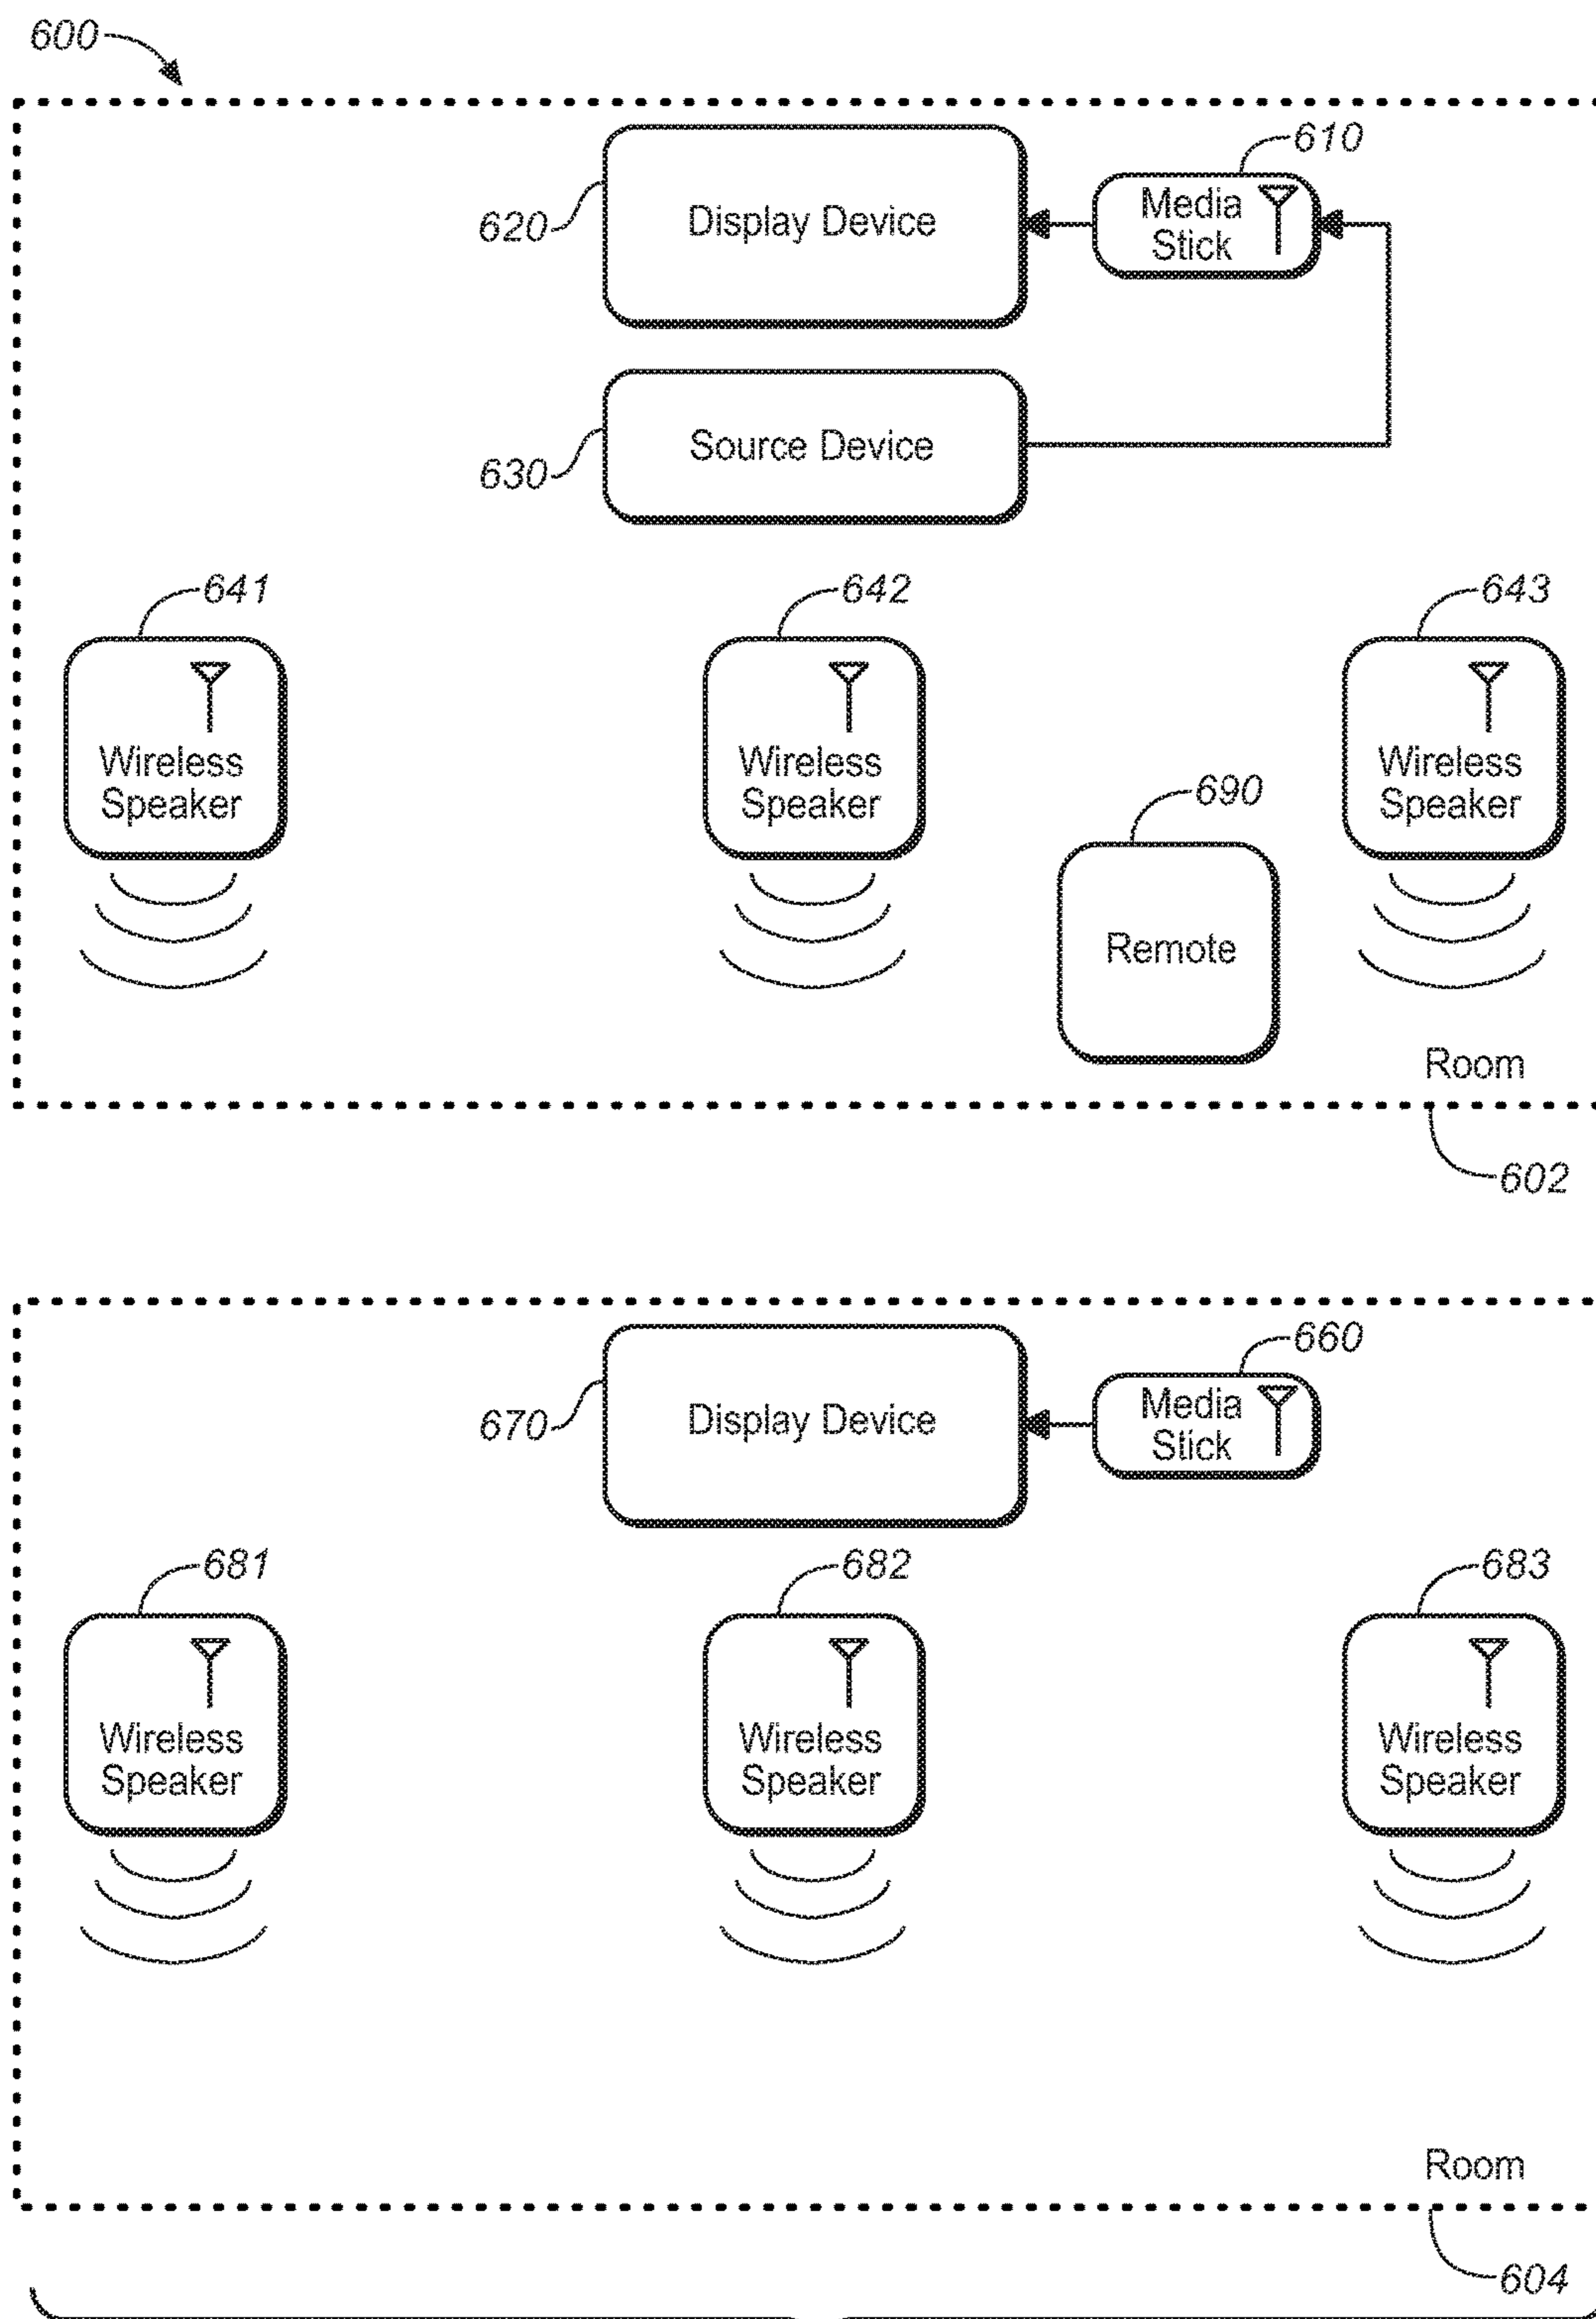 600
610
Media
Stick
620
Display Device
630
Source Device
641
642
643
Wireless
Speaker
Wireless
Speaker
Wireless
Speaker
690
Remote
Room
602
660
Media
Stick
670
Display Device
681
682
683
Wireless
Speaker
Wireless
Speaker
Wireless
Speaker
Room
604